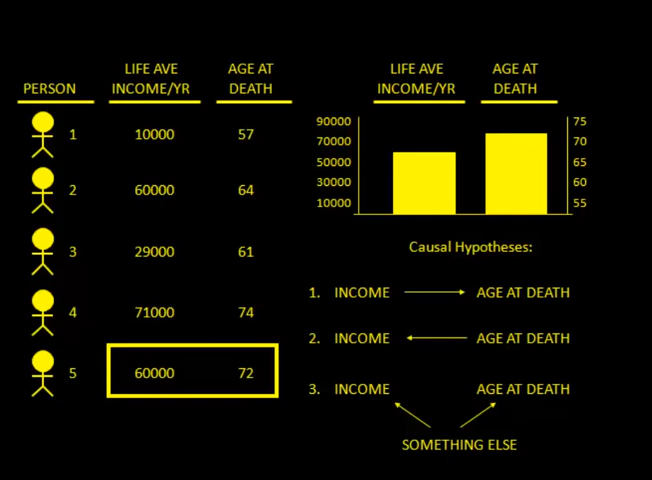 PERSON
LIFE AVE
INCOME/YR
AGE AT
DEATH
1 10000 57
2 60000 64
3 29000 61
4 71000 74
5 60000 72
LIFE AVE
INCOME/YR
AGE AT
DEATH
90000 75
70000 70
50000 65
30000 60
10000 55
Causal Hypotheses:
1. INCOME AGE AT DEATH
2. INCOME AGE AT DEATH
3. INCOME AGE AT DEATH
SOMETHING ELSE